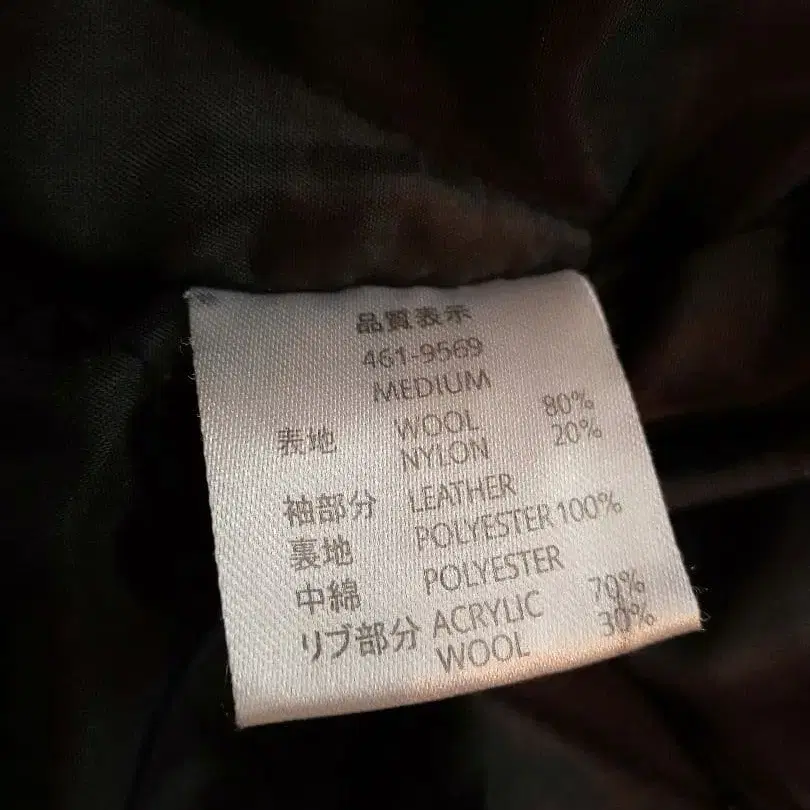 品質表示
461-9569
MEDIUM
表地 WOOL 80%
NYLON 20%
袖部分 LEATHER
裏地 POLYESTER 100%
中綿 POLYESTER
リブ部分 ACRYLIC 70%
WOOL 30%